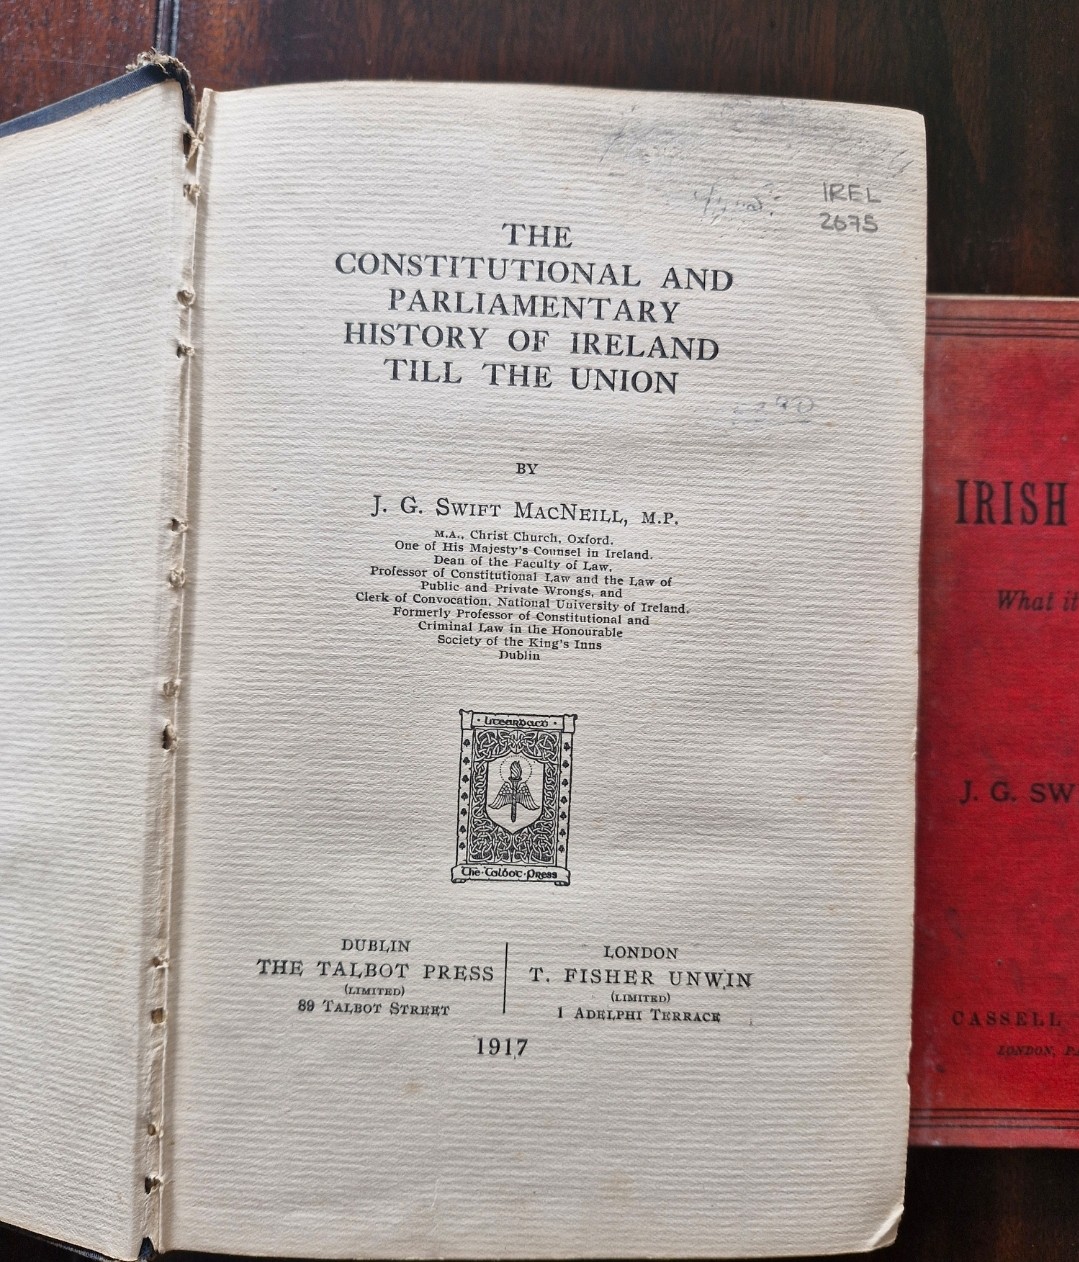 IREL
2675
THE
CONSTITUTIONAL AND
PARLIAMENTARY
HISTORY OF IRELAND
TILL THE UNION
BY
J. G. SWIFT MACNEILL, M.P.
M.A., Christ Church, Oxford.
One of His Majesty's Counsel in Ireland.
Dean of the Faculty of Law,
Professor of Constitutional Law and the Law of
Public and Private Wrongs, and
Clerk of Convocation, National University of Ireland.
Formerly Professor of Constitutional and
Criminal Law in the Honourable
Society of the King's Inns
Dublin
The Talbot Press
DUBLIN
THE TALBOT PRESS
(LIMITED)
89 TALBOT STREET
LONDON
T. FISHER UNWIN
(LIMITED)
1 ADELPHI TERRACE
1917
IRISH
What it
J. G. SW
CASSELL
LONDON, P